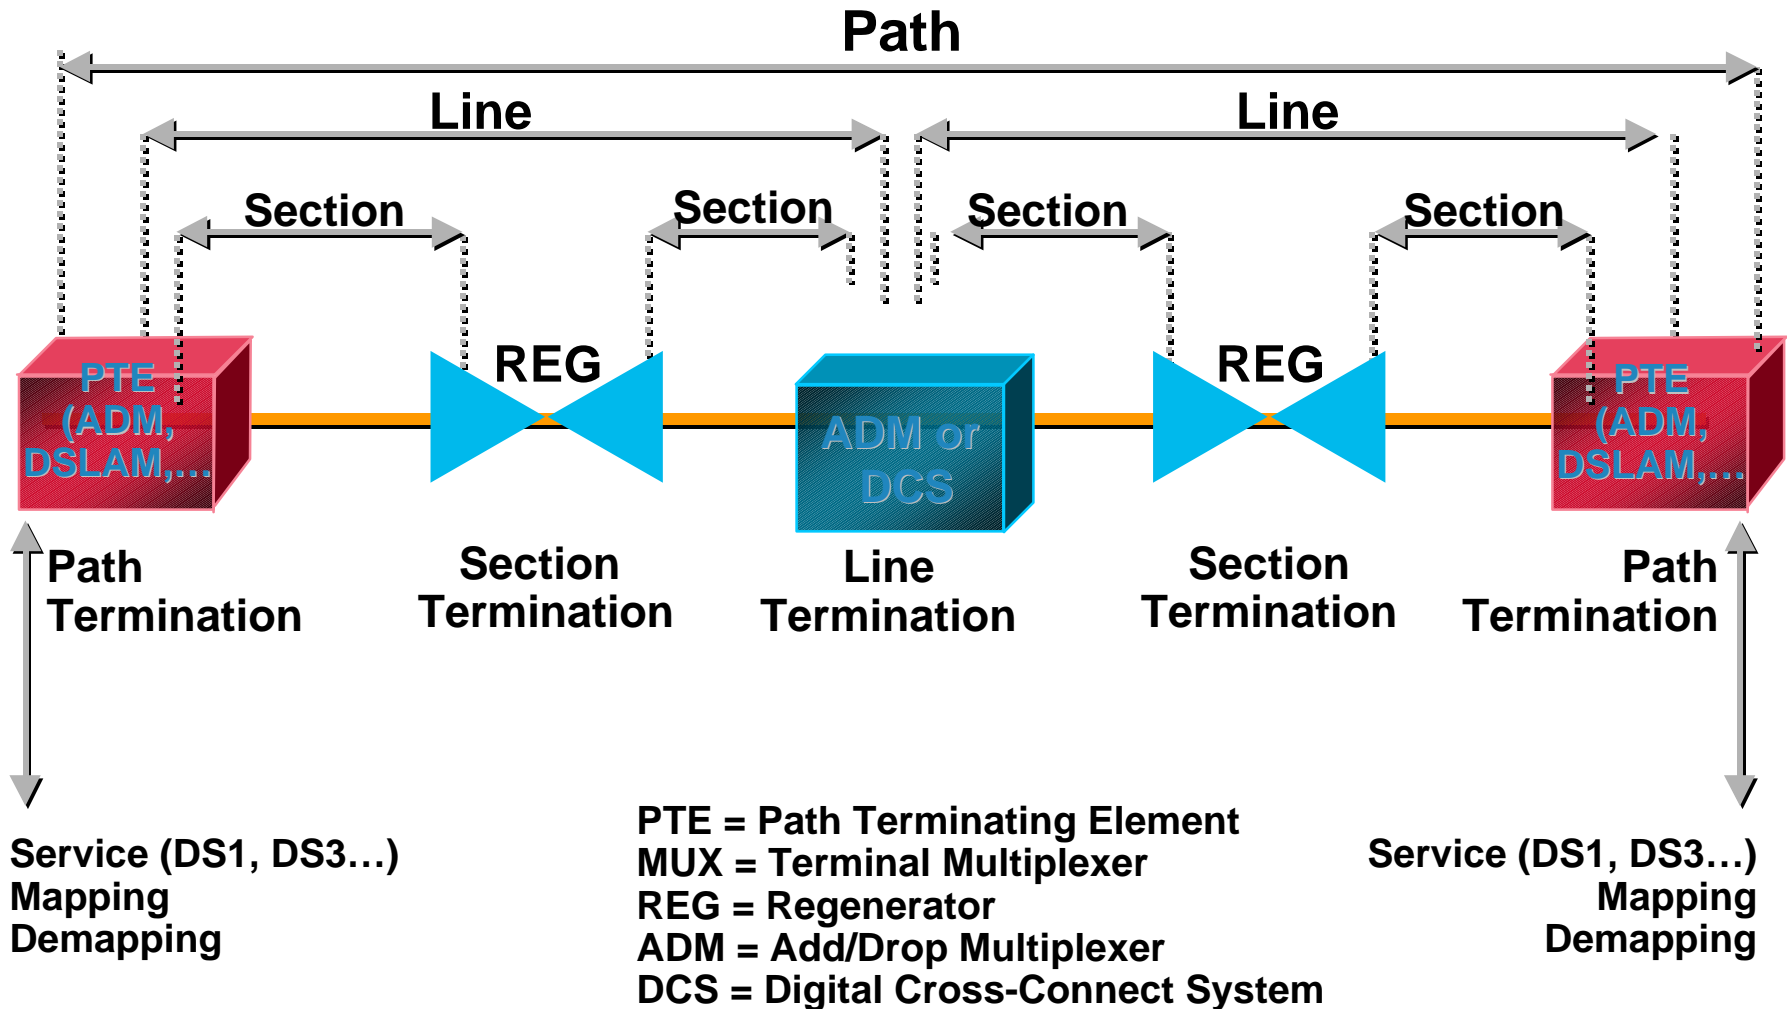 Path
Line
Line
Section
Section
Section
Section
REG
REG
PTE
(ADM,
DSLAM,…
ADM or
DCS
PTE
(ADM,
DSLAM,…
Path
Termination
Section
Termination
Line
Termination
Section
Termination
Path
Termination
Service (DS1, DS3…)
Mapping
Demapping
PTE = Path Terminating Element
MUX = Terminal Multiplexer
REG = Regenerator
ADM = Add/Drop Multiplexer
DCS = Digital Cross-Connect System
Service (DS1, DS3…)
Mapping
Demapping